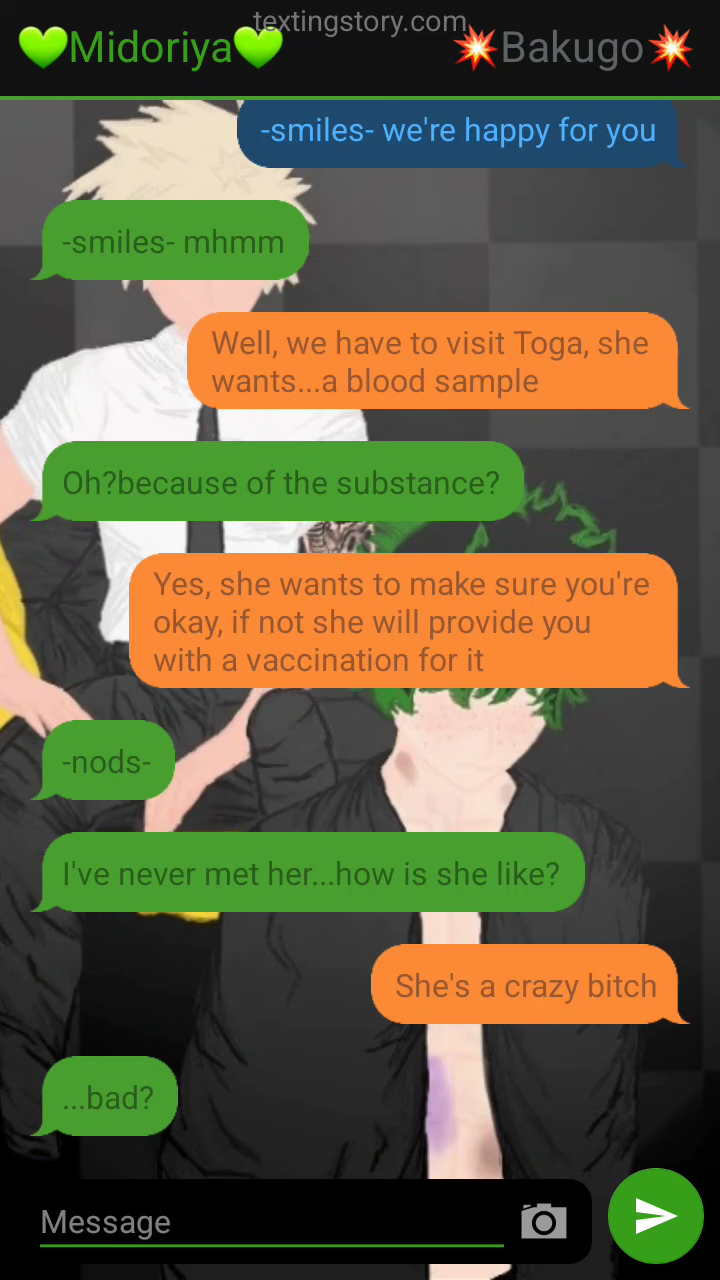 textingstory.com
💚Midoriya💚
💥Bakugo💥
-smiles- we're happy for you
-smiles- mhmm
Well, we have to visit Toga, she
wants...a blood sample
Oh?because of the substance?
Yes, she wants to make sure you're
okay, if not she will provide you
with a vaccination for it
-nods-
I've never met her...how is she like?
She's a crazy bitch
...bad?
Message